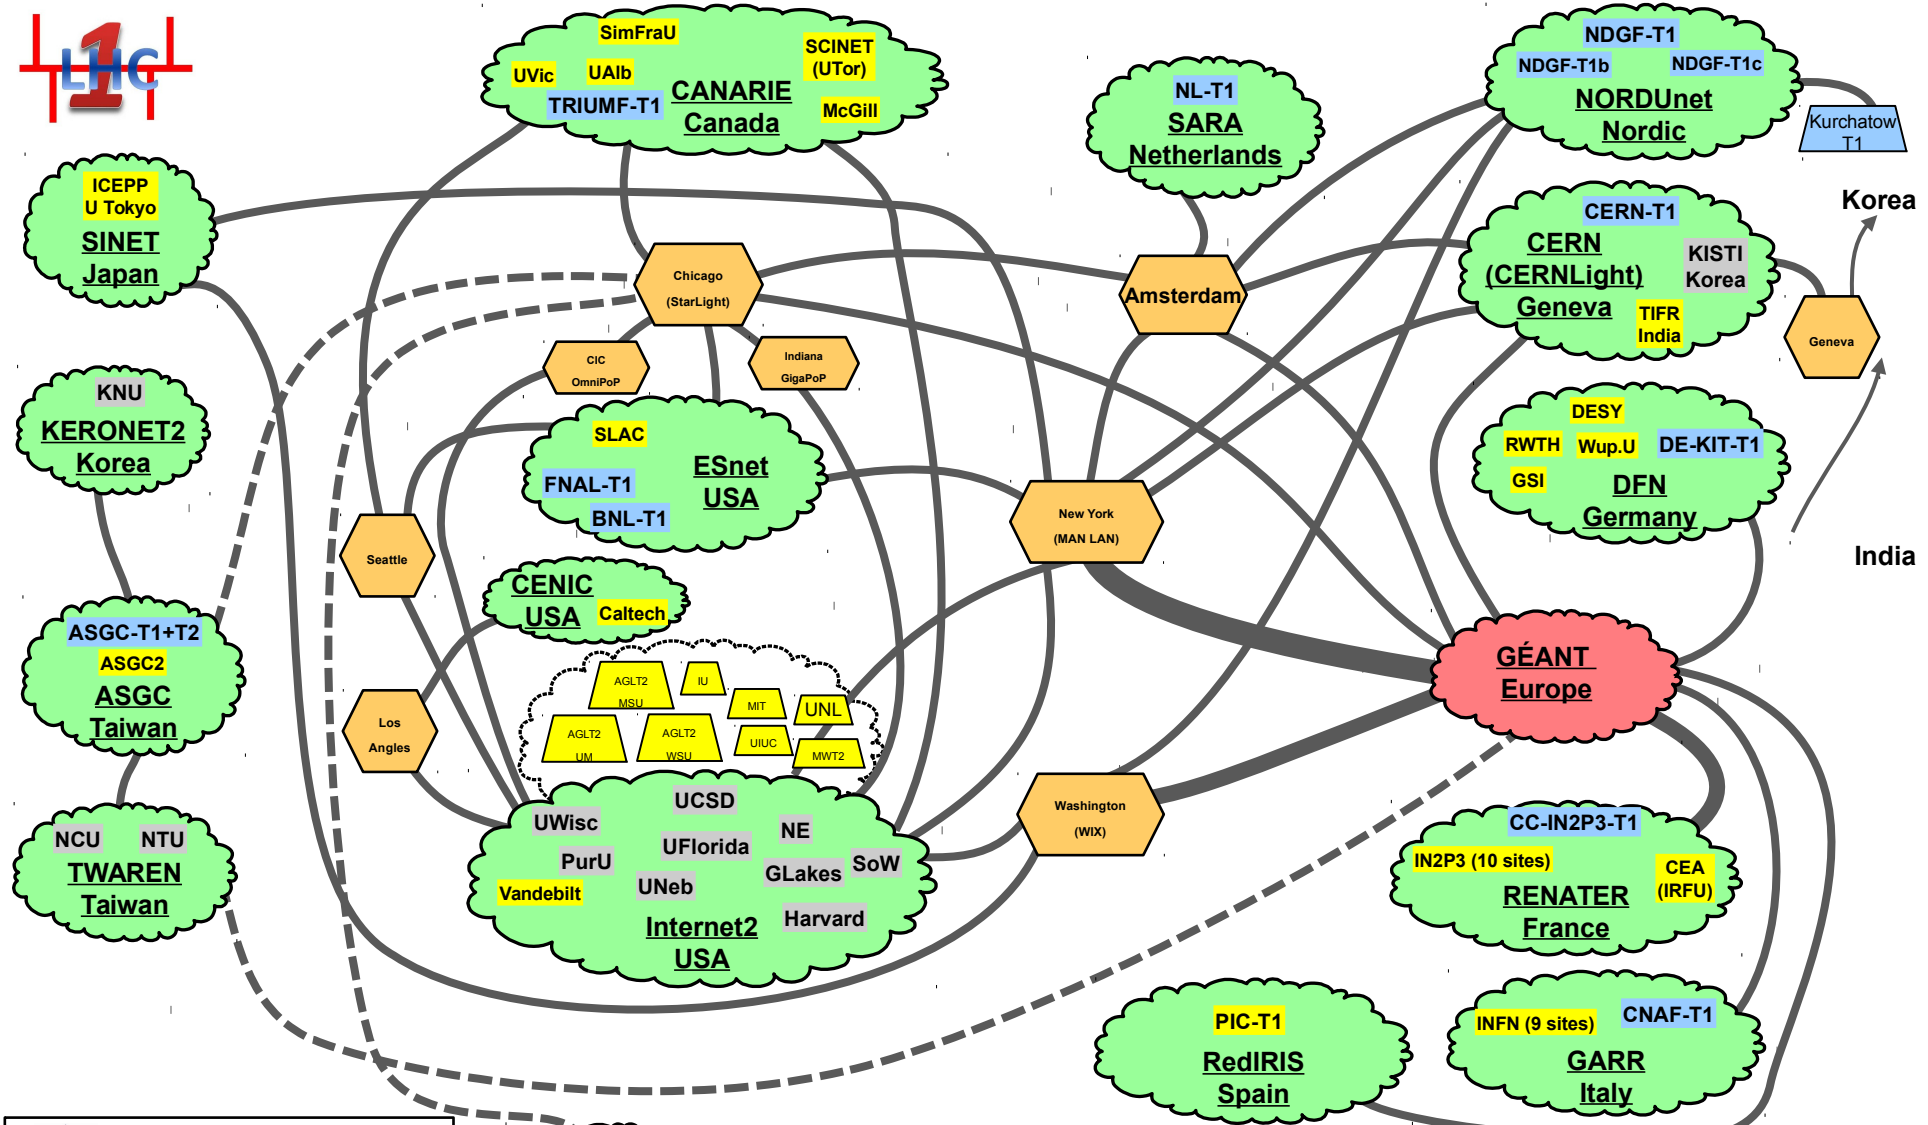 LHC
1
SimFraU
SCINET
(UTor)
UVic
UAlb
TRIUMF-T1
McGill
CANARIE
Canada
NL-T1
SARA
Netherlands
NDGF-T1
NDGF-T1b
NDGF-T1c
NORDUnet
Nordic
Kurchatow
T1
ICEPP
U Tokyo
SINET
Japan
CERN-T1
CERN
(CERNLight)
Geneva
KISTI
Korea
TIFR
India
Korea
Geneva
India
Chicago
(StarLight)
Amsterdam
CIC
OmniPoP
Indiana
GigaPoP
KNU
KERONET2
Korea
SLAC
FNAL-T1
BNL-T1
ESnet
USA
DESY
RWTH
Wup.U
DE-KIT-T1
GSI
DFN
Germany
New York
(MAN LAN)
Seattle
CENIC
USA
Caltech
ASGC-T1+T2
ASGC2
ASGC
Taiwan
GÉANT
Europe
Los
Angles
AGLT2
MSU
IU
MIT
UNL
AGLT2
UM
AGLT2
WSU
UIUC
MWT2
Washington
(WIX)
NCU
NTU
TWAREN
Taiwan
UWisc
UCSD
NE
PurU
UFlorida
GLakes
SoW
Vandebilt
UNeb
Harvard
Internet2
USA
CC-IN2P3-T1
IN2P3 (10 sites)
CEA
(IRFU)
RENATER
France
PIC-T1
RedIRIS
Spain
INFN (9 sites)
CNAF-T1
GARR
Italy